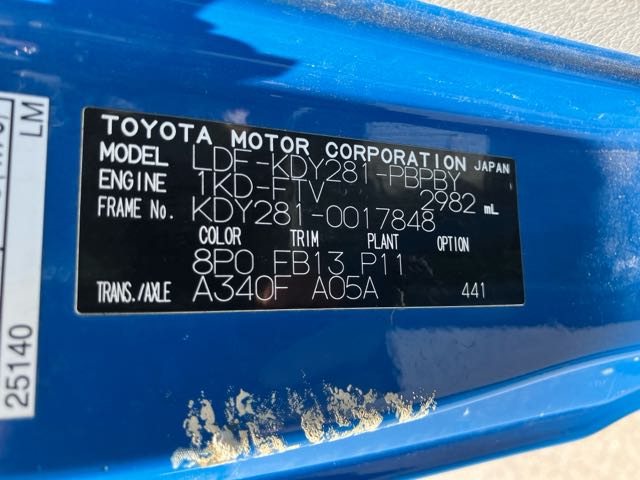 TOYOTA MOTOR CORPORATION JAPAN
MODEL LDF-KDY281-PBPBY
ENGINE 1KD-FTV 2982 mL
FRAME NO. KDY281-0017848
COLOR TRIM PLANT OPTION
8P0 FB13 P11
TRANS./AXLE A340F A05A 441
LM
25140